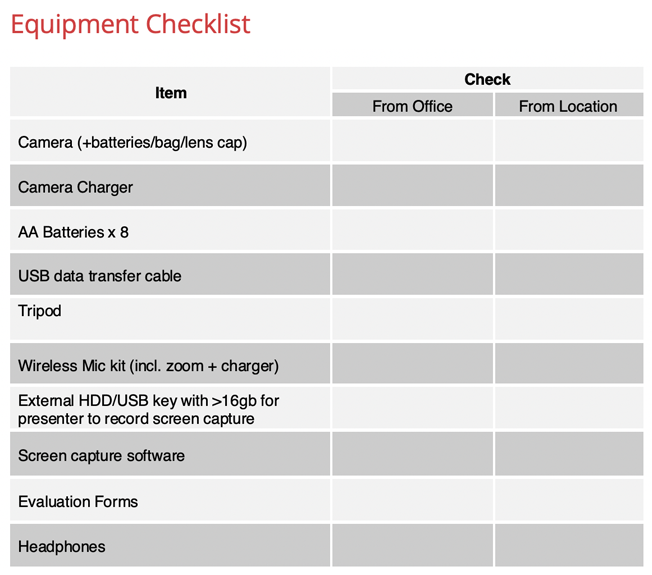 Equipment Checklist
Item
Check
From Office
From Location
Camera (+batteries/bag/lens cap)
Camera Charger
AA Batteries x 8
USB data transfer cable
Tripod
Wireless Mic kit (incl. zoom + charger)
External HDD/USB key with >16gb for
presenter to record screen capture
Screen capture software
Evaluation Forms
Headphones